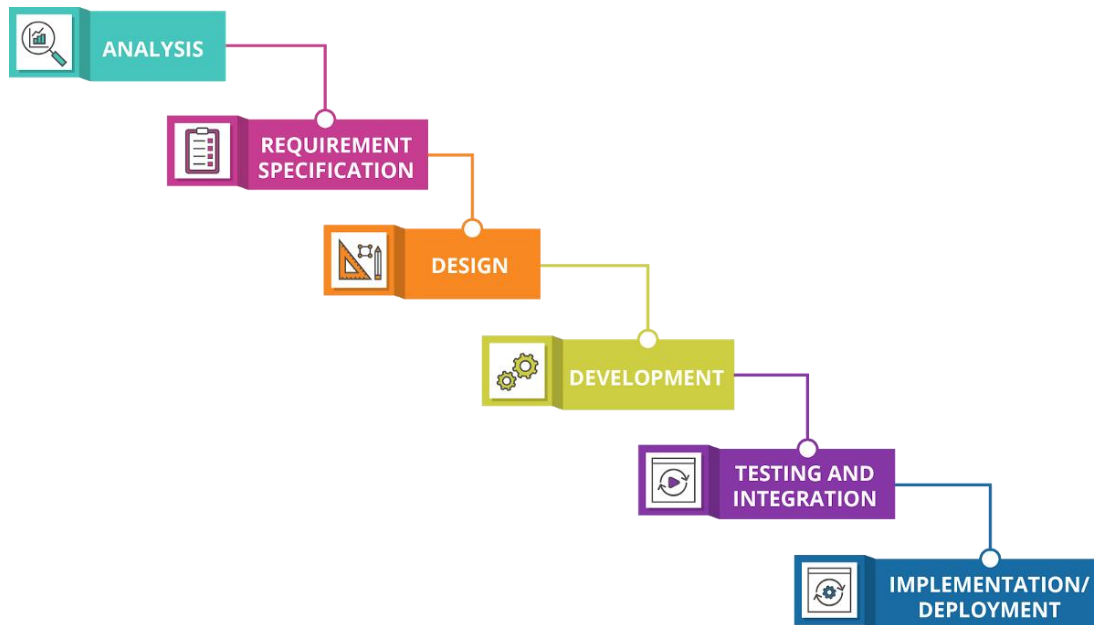 ANALYSIS
REQUIREMENT
SPECIFICATION
DESIGN
DEVELOPMENT
TESTING AND
INTEGRATION
IMPLEMENTATION/
DEPLOYMENT